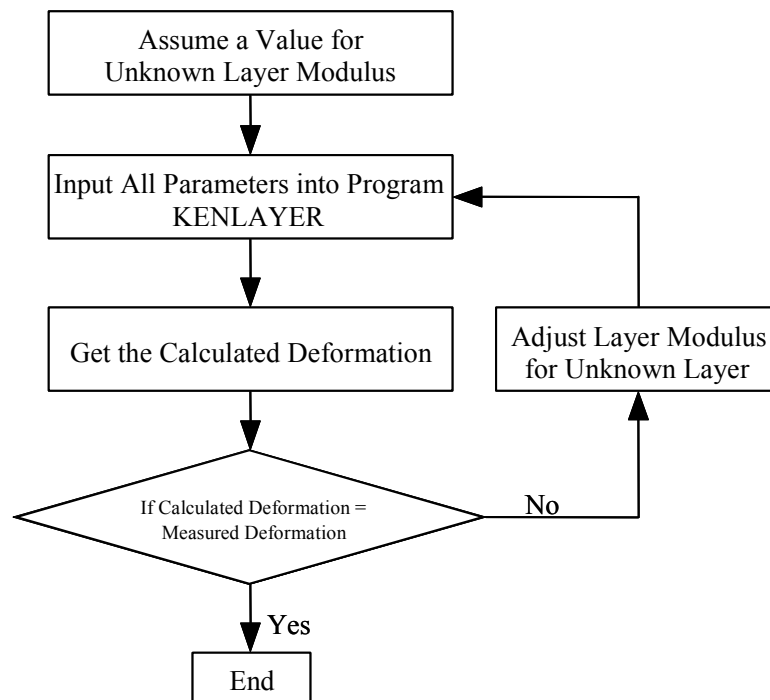 Assume a Value for
Unknown Layer Modulus
Input All Parameters into Program
KENLAYER
Get the Calculated Deformation
Adjust Layer Modulus
for Unknown Layer
If Calculated Deformation =
Measured Deformation
No
Yes
End